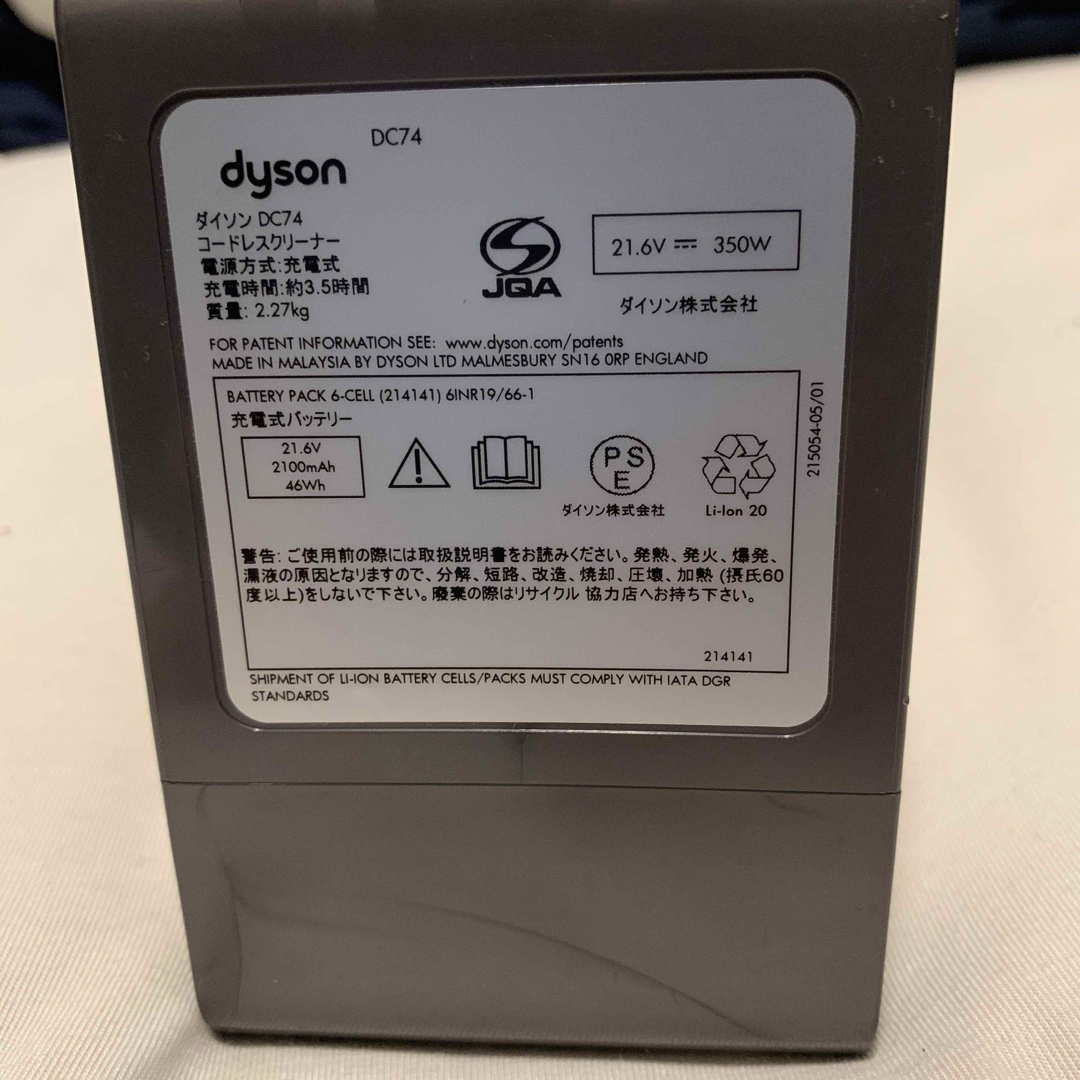 DC74
dyson
ダイソン DC74
コードレスクリーナー
電源方式:充電式
充電時間:約3.5時間
質量: 2.27kg
JQA
21.6V ⎓ 350W
ダイソン株式会社
FOR PATENT INFORMATION SEE: www.dyson.com/patents
MADE IN MALAYSIA BY DYSON LTD MALMESBURY SN16 0RP ENGLAND
BATTERY PACK 6-CELL (214141) 6INR19/66-1
充電式バッテリー
21.6V
2100mAh
46Wh
PS
E
ダイソン株式会社
Li-Ion 20
215054-05/01
警告: ご使用前の際には取扱説明書をお読みください。発熱、発火、爆発、
漏液の原因となりますので、分解、短路、改造、焼却、圧壊、加熱 (摂氏60
度以上)をしないで下さい。廃棄の際はリサイクル 協力店へお持ち下さい。
214141
SHIPMENT OF LI-ION BATTERY CELLS/PACKS MUST COMPLY WITH IATA DGR
STANDARDS